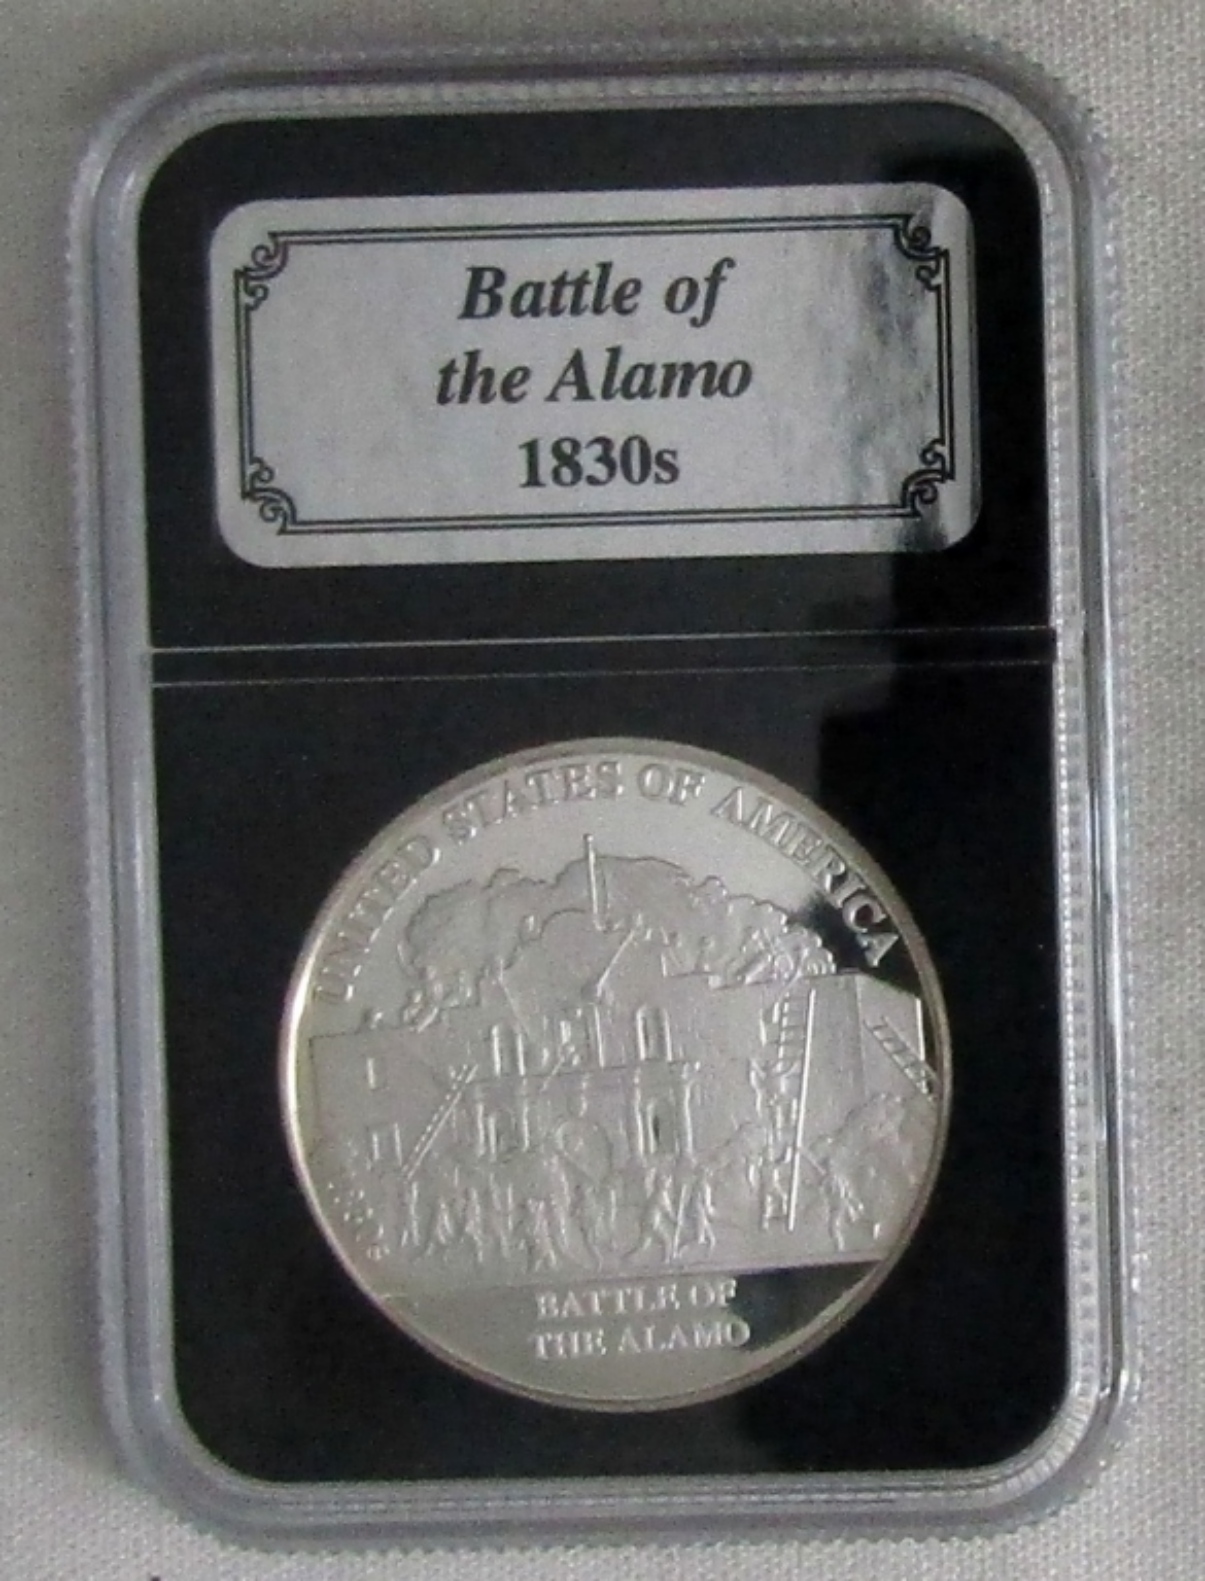 Battle of
the Alamo
1830s
UNITED STATES OF AMERICA
BATTLE OF
THE ALAMO